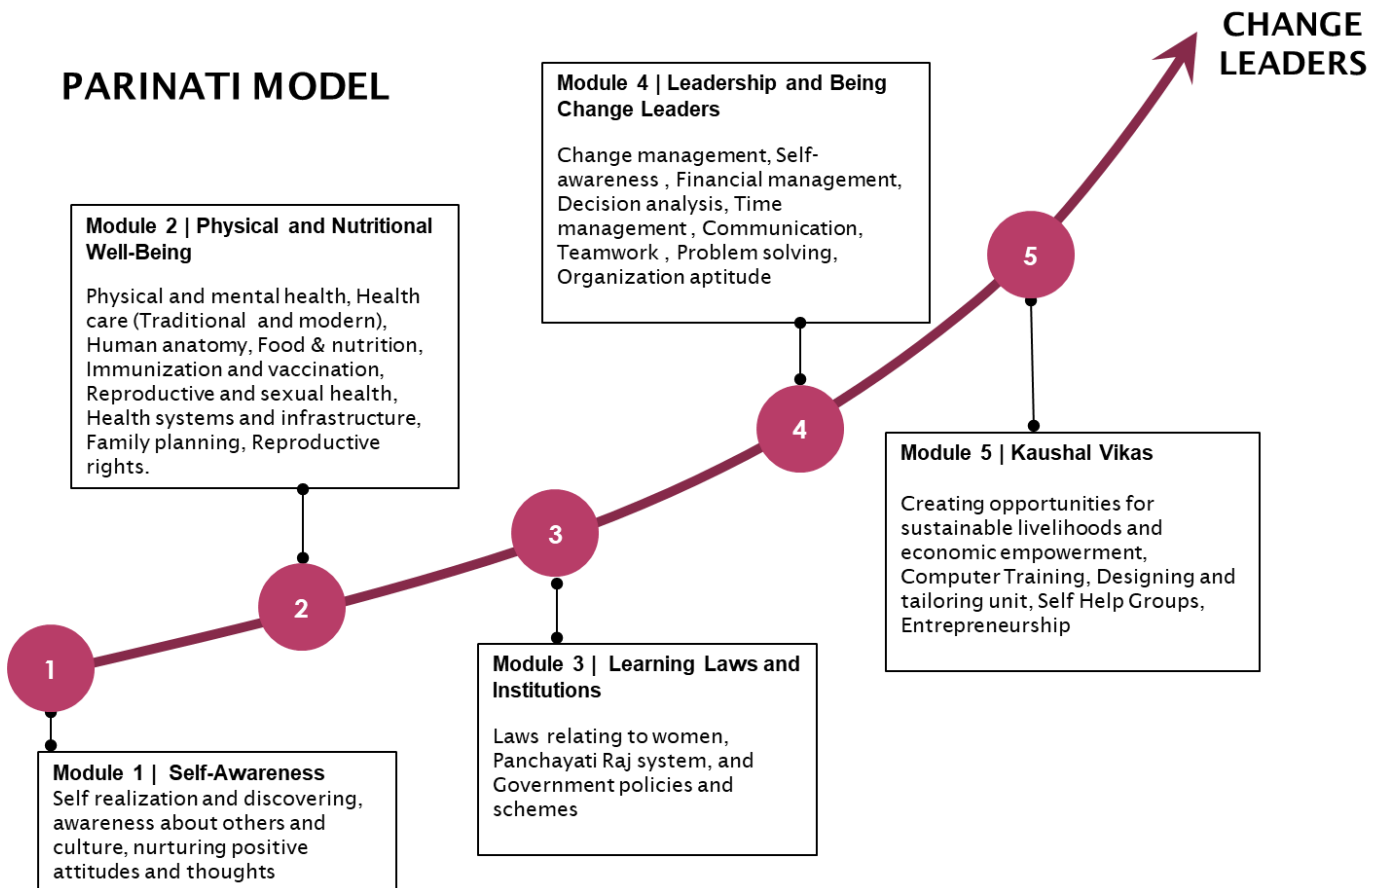 PARINATI MODEL
CHANGE
LEADERS
Module 1 | Self-Awareness
Self realization and discovering,
awareness about others and
culture, nurturing positive
attitudes and thoughts
1
Module 2 | Physical and Nutritional
Well-Being
Physical and mental health, Health
care (Traditional and modern),
Human anatomy, Food & nutrition,
Immunization and vaccination,
Reproductive and sexual health,
Health systems and infrastructure,
Family planning, Reproductive
rights.
2
Module 3 | Learning Laws and
Institutions
Laws relating to women,
Panchayati Raj system, and
Government policies and
schemes
3
Module 4 | Leadership and Being
Change Leaders
Change management, Self-
awareness , Financial management,
Decision analysis, Time
management , Communication,
Teamwork , Problem solving,
Organization aptitude
4
Module 5 | Kaushal Vikas
Creating opportunities for
sustainable livelihoods and
economic empowerment,
Computer Training, Designing and
tailoring unit, Self Help Groups,
Entrepreneurship
5